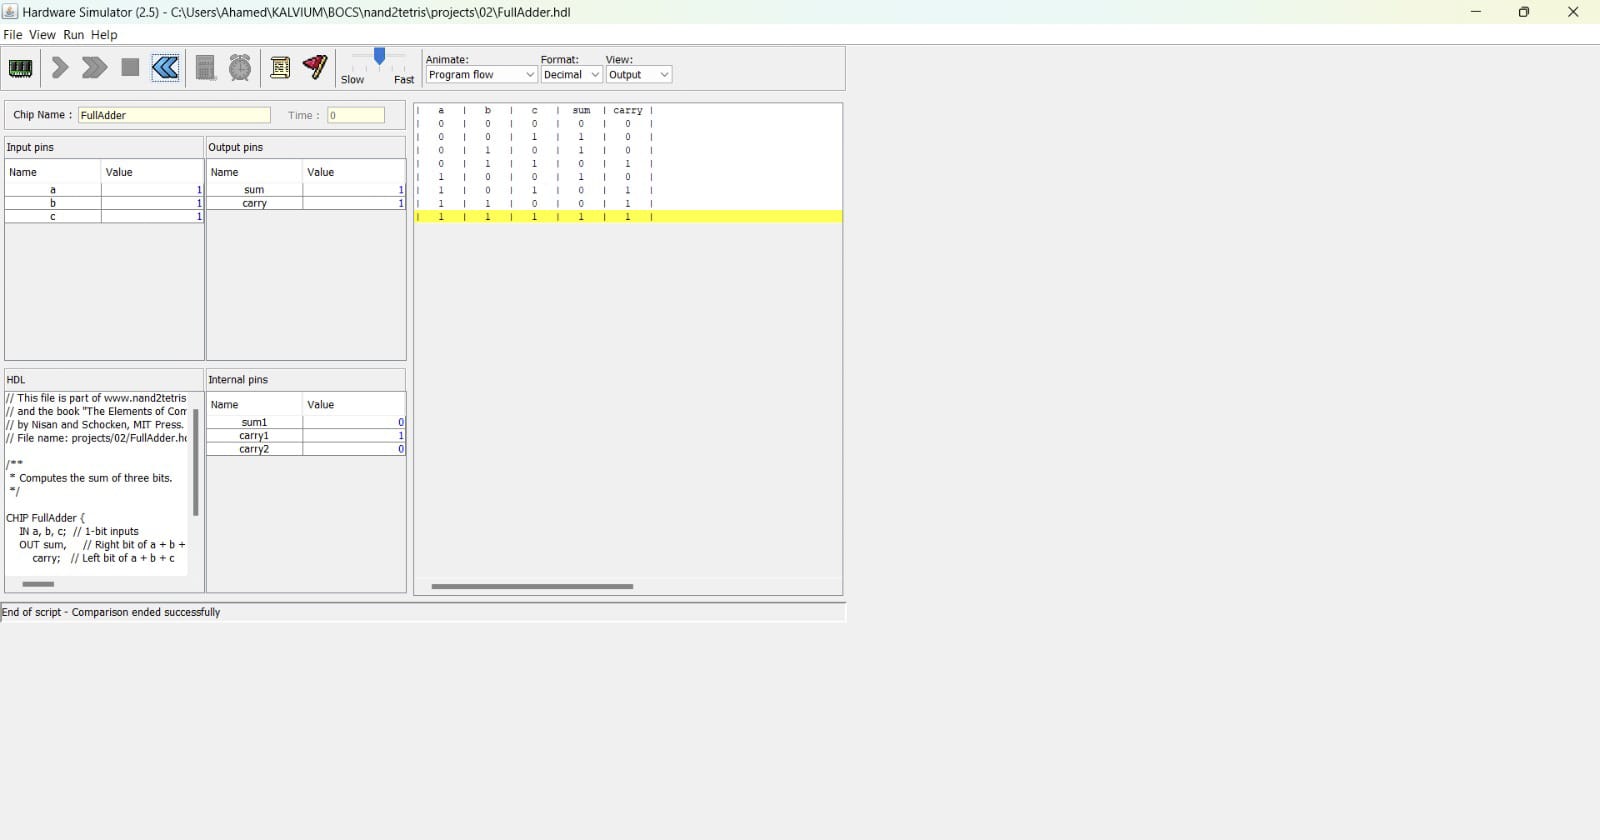 Hardware Simulator (2.5) - C:\Users\Ahamed\KALVIUM\BOCS\nand2tetris\projects\02\FullAdder.hdl
File View Run Help
Slow Fast
Animate: Format: View:
Program flow Decimal Output
Chip Name : FullAdder Time : 0
Input pins
Name Value
a 1
b 1
c 1
Output pins
Name Value
sum 1
carry 1
HDL
// This file is part of www.nand2tetris
// and the book "The Elements of Com
// by Nisan and Schocken, MIT Press.
// File name: projects/02/FullAdder.hd
/**
* Computes the sum of three bits.
*/
CHIP FullAdder {
IN a, b, c; // 1-bit inputs
OUT sum, // Right bit of a + b +
carry; // Left bit of a + b + c
Internal pins
Name Value
sum1 0
carry1 1
carry2 0
| a | b | c | sum | carry |
| 0 | 0 | 0 | 0 | 0 |
| 0 | 0 | 1 | 1 | 0 |
| 0 | 1 | 0 | 1 | 0 |
| 0 | 1 | 1 | 0 | 1 |
| 1 | 0 | 0 | 1 | 0 |
| 1 | 0 | 1 | 0 | 1 |
| 1 | 1 | 0 | 0 | 1 |
| 1 | 1 | 1 | 1 | 1 |
End of script - Comparison ended successfully